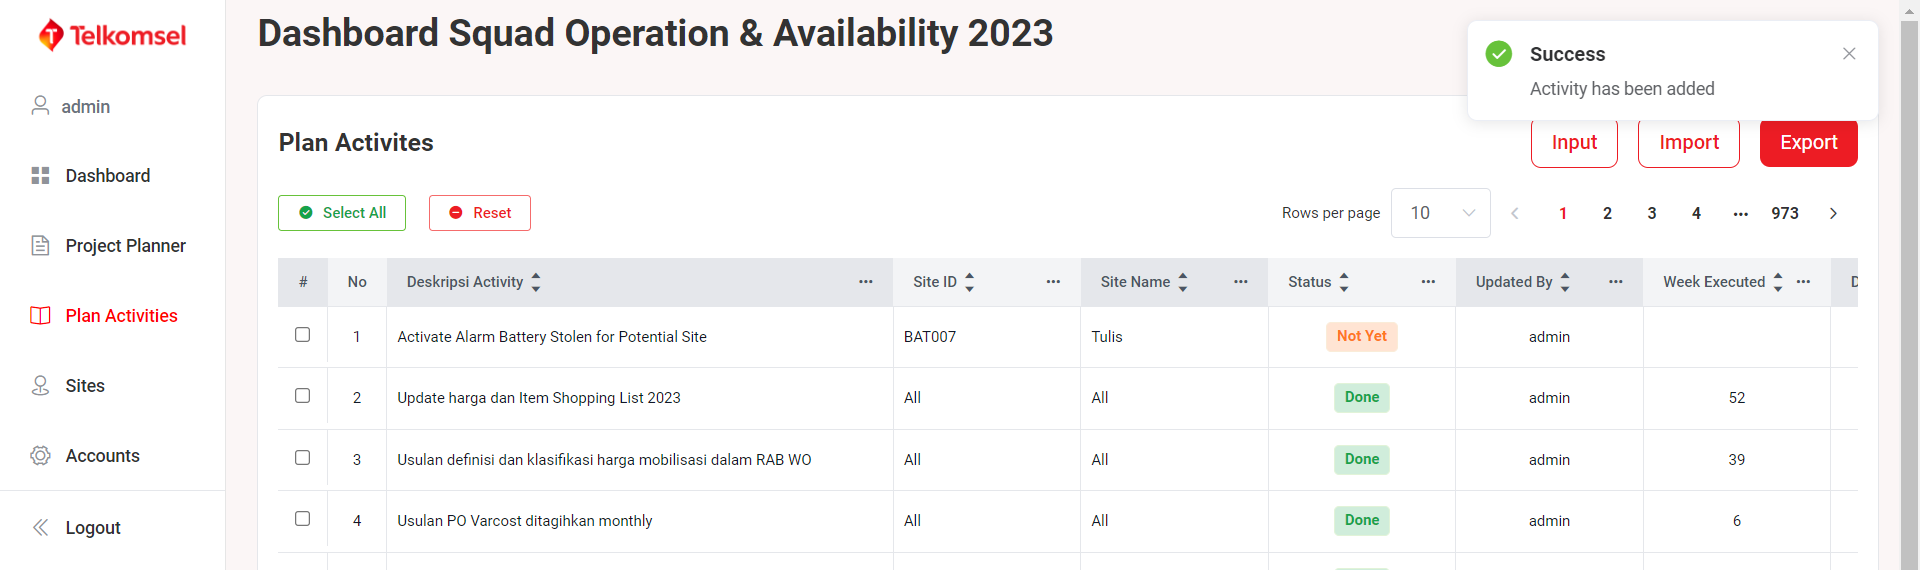 Telkomsel
admin
Dashboard
Project Planner
Plan Activities
Sites
Accounts
Logout
Dashboard Squad Operation & Availability 2023
Success
Activity has been added
Plan Activites
Input Import Export
Select All Reset
Rows per page 10 1 2 3 4 ••• 973
# No Deskripsi Activity ••• Site ID ••• Site Name ••• Status ••• Updated By ••• Week Executed •••
1 Activate Alarm Battery Stolen for Potential Site BAT007 Tulis Not Yet admin
2 Update harga dan Item Shopping List 2023 All All Done admin 52
3 Usulan definisi dan klasifikasi harga mobilisasi dalam RAB WO All All Done admin 39
4 Usulan PO Varcost ditagihkan monthly All All Done admin 6